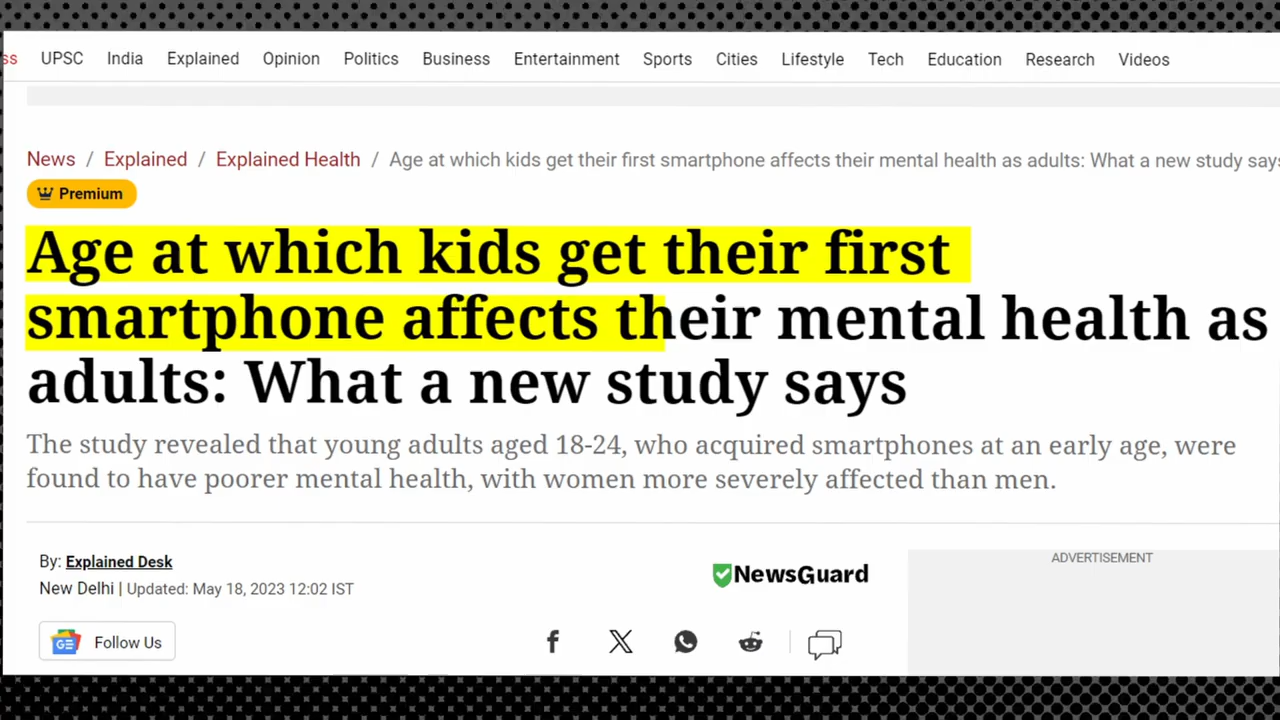 ss UPSC India Explained Opinion Politics Business Entertainment Sports Cities Lifestyle Tech Education Research Videos
News / Explained / Explained Health / Age at which kids get their first smartphone affects their mental health as adults: What a new study says
Premium
Age at which kids get their first
smartphone affects their mental health as
adults: What a new study says
The study revealed that young adults aged 18-24, who acquired smartphones at an early age, were
found to have poorer mental health, with women more severely affected than men.
By: Explained Desk
NewsGuard
ADVERTISEMENT
New Delhi | Updated: May 18, 2023 12:02 IST
GE Follow Us